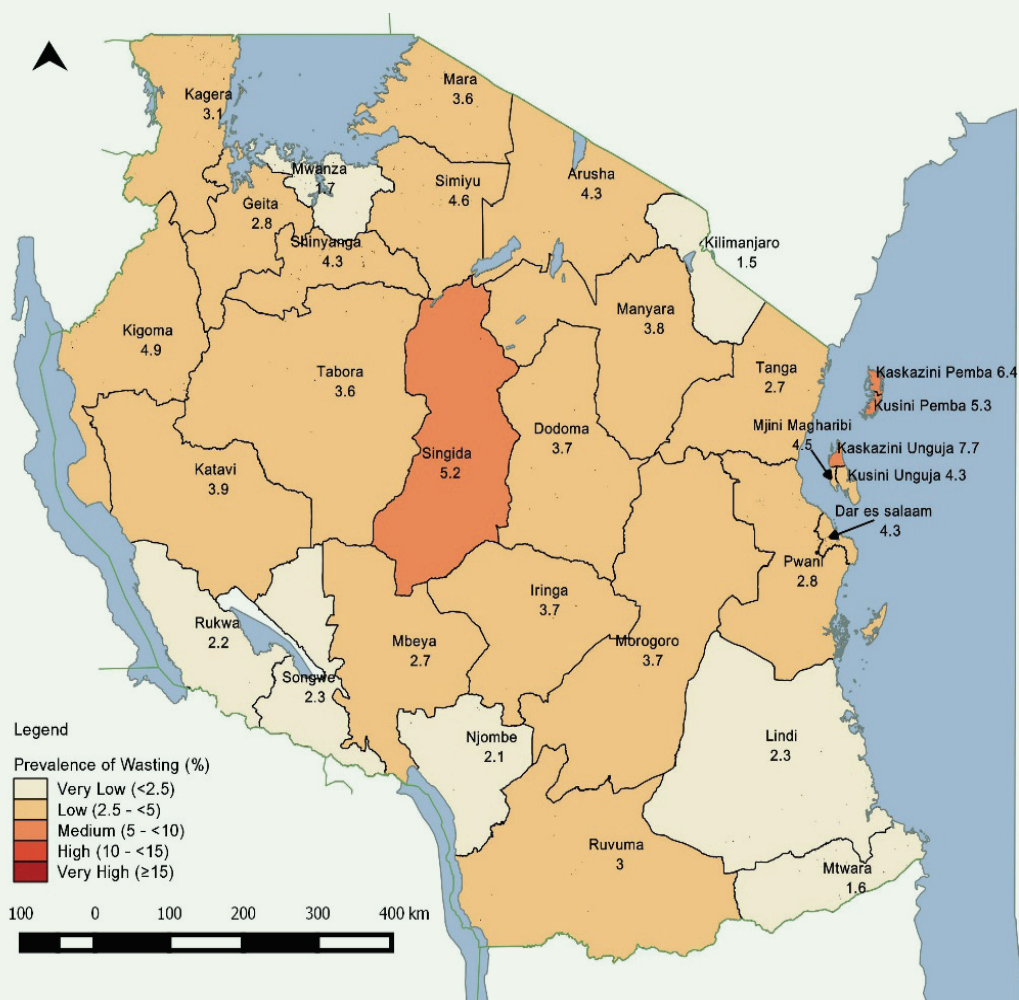 Mara
3.6
Kagera
3.1
Mwanza
1.7
Simiyu
4.6
Arusha
4.3
Geita
2.8
Shinyanga
4.3
Kilimanjaro
1.5
Kigoma
4.9
Manyara
3.8
Tabora
3.6
Tanga
2.7
Kaskazini Pemba 6.4
Kusini Pemba 5.3
Mjini Magharibi
4.5
Dodoma
3.7
Singida
5.2
Kaskazini Unguja 7.7
Kusini Unguja 4.3
Katavi
3.9
Dar es salaam
4.3
Pwani
2.8
Iringa
3.7
Rukwa
2.2
Mbeya
2.7
Morogoro
3.7
Songwe
2.3
Njombe
2.1
Lindi
2.3
Ruvuma
3
Mtwara
1.6
Legend
Prevalence of Wasting (%)
Very Low (<2.5)
Low (2.5 - <5)
Medium (5 - <10)
High (10 - <15)
Very High (≥15)
100 0 100 200 300 400 km